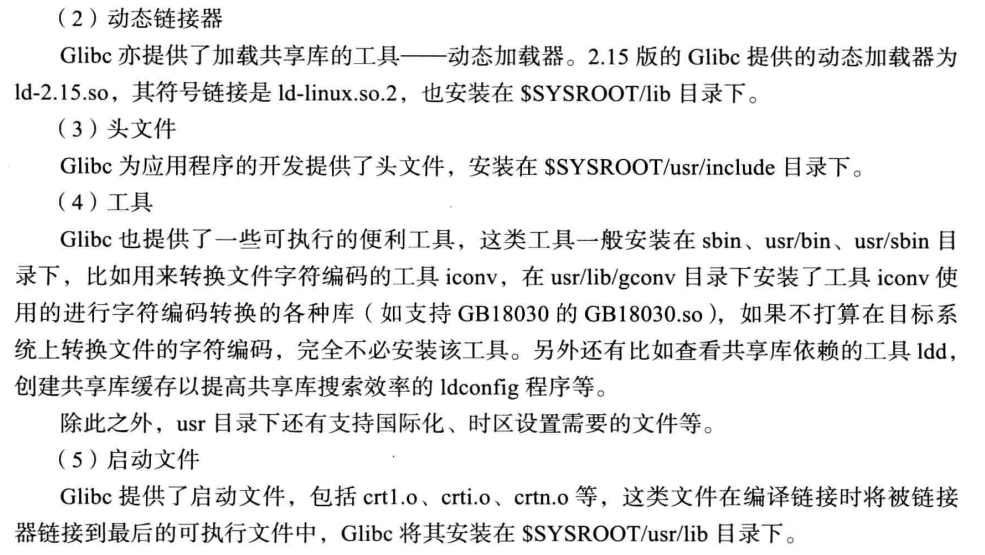 （2）动态链接器
Glibc 亦提供了加载共享库的工具——动态加载器。2.15 版的 Glibc 提供的动态加载器为
ld-2.15.so，其符号链接是 ld-linux.so.2，也安装在 $SYSROOT/lib 目录下。
（3）头文件
Glibc 为应用程序的开发提供了头文件，安装在 $SYSROOT/usr/include 目录下。
（4）工具
Glibc 也提供了一些可执行的便利工具，这类工具一般安装在 sbin、usr/bin、usr/sbin 目
录下，比如用来转换文件字符编码的工具 iconv，在 usr/lib/gconv 目录下安装了工具 iconv 使
用的进行字符编码转换的各种库（如支持 GB18030 的 GB18030.so），如果不打算在目标系
统上转换文件的字符编码，完全不必安装该工具。另外还有比如查看共享库依赖的工具 ldd，
创建共享库缓存以提高共享库搜索效率的 ldconfig 程序等。
除此之外，usr 目录下还有支持国际化、时区设置需要的文件等。
（5）启动文件
Glibc 提供了启动文件，包括 crt1.o、crti.o、crtn.o 等，这类文件在编译链接时将被链接
器链接到最后的可执行文件中，Glibc 将其安装在 $SYSROOT/usr/lib 目录下。